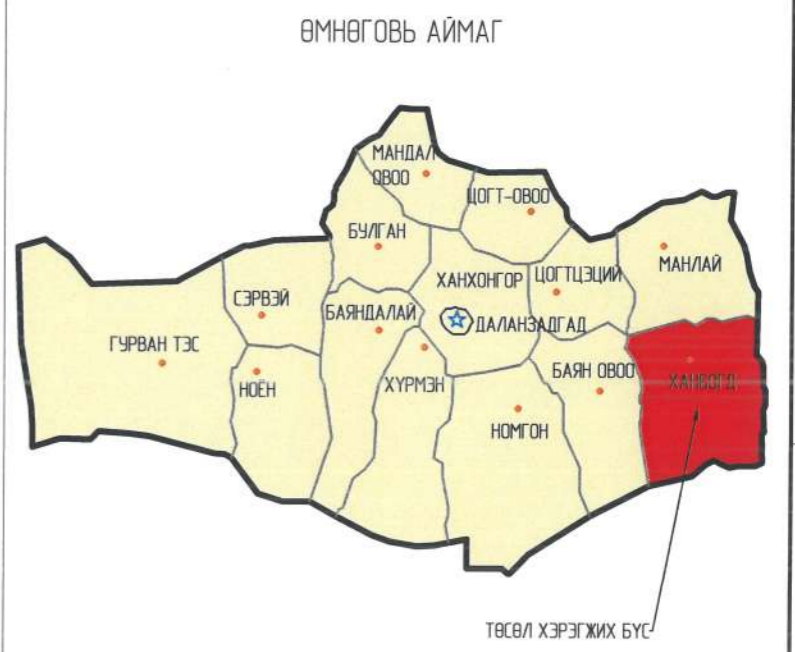 ӨМНӨГОВЬ АЙМАГ
МАНДАЛ
ОВОО
ЦОГТ-ОВОО
БУЛГАН
МАНЛАЙ
ХАНХОНГОР
ЦОГТЦЭЦИЙ
СЭРВЭЙ
БАЯНДАЛАЙ
ДАЛАНЗАДГАД
ГУРВАН ТЭС
НОЁН
ХҮРМЭН
БАЯН ОВОО
ХАНБОГД
НОМГОН
ТӨСӨЛ ХЭРЭГЖИХ БҮС